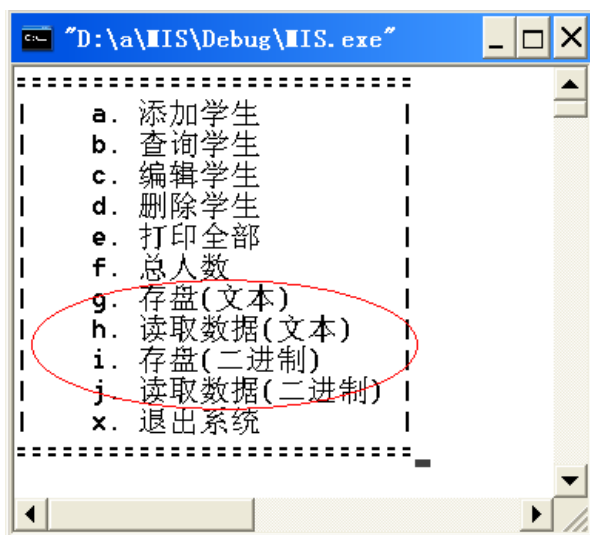 "D:\a\MIS\Debug\MIS.exe"
===========================
|    a. 添加学生    |
|    b. 查询学生    |
|    c. 编辑学生    |
|    d. 删除学生    |
|    e. 打印全部    |
|    f. 总人数    |
|    g. 存盘(文本)    |
|    h. 读取数据(文本)    |
|    i. 存盘(二进制)    |
|    j. 读取数据(二进制) |
|    x. 退出系统    |
===========================_